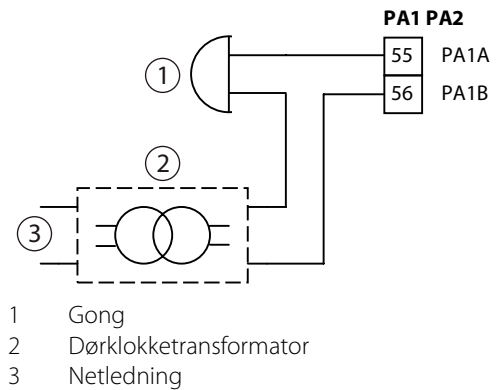 PA1 PA2
55 PA1A
56 PA1B
1
2
3
1 Gong
2 Dørklokketransformator
3 Netledning